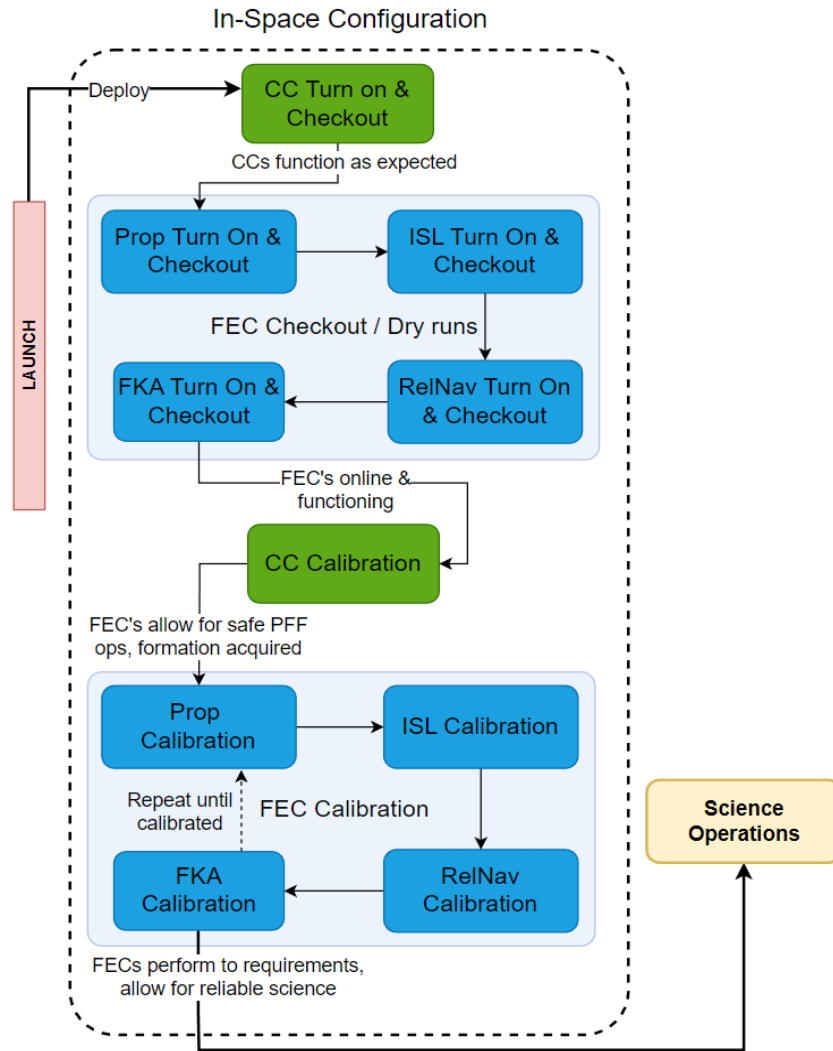 In-Space Configuration
Deploy
CC Turn on &
Checkout
CCs function as expected
LAUNCH
Prop Turn On &
Checkout
ISL Turn On &
Checkout
FEC Checkout / Dry runs
FKA Turn On &
Checkout
RelNav Turn On
& Checkout
FEC's online &
functioning
CC Calibration
FEC's allow for safe PFF
ops, formation acquired
Prop
Calibration
ISL Calibration
Repeat until
calibrated
FEC Calibration
FKA
Calibration
RelNav
Calibration
FECs perform to requirements,
allow for reliable science
Science
Operations